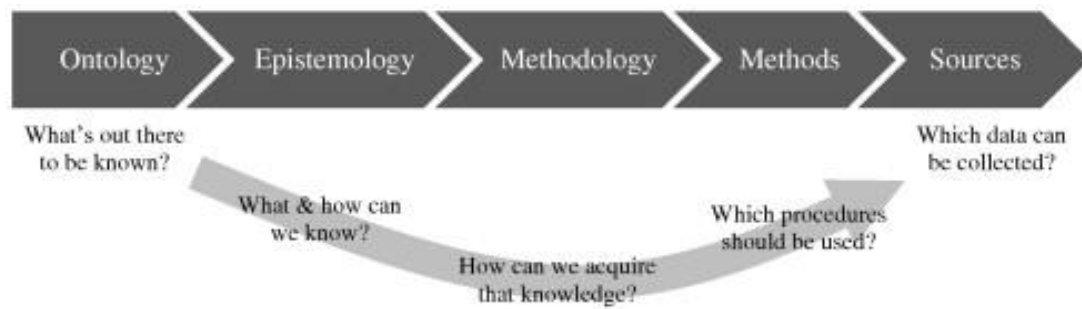 Ontology Epistemology Methodology Methods Sources
What's out there
to be known?
What & how can
we know?
How can we acquire
that knowledge?
Which procedures
should be used?
Which data can
be collected?